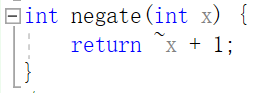 int negate(int x) {
return ~x + 1;
}